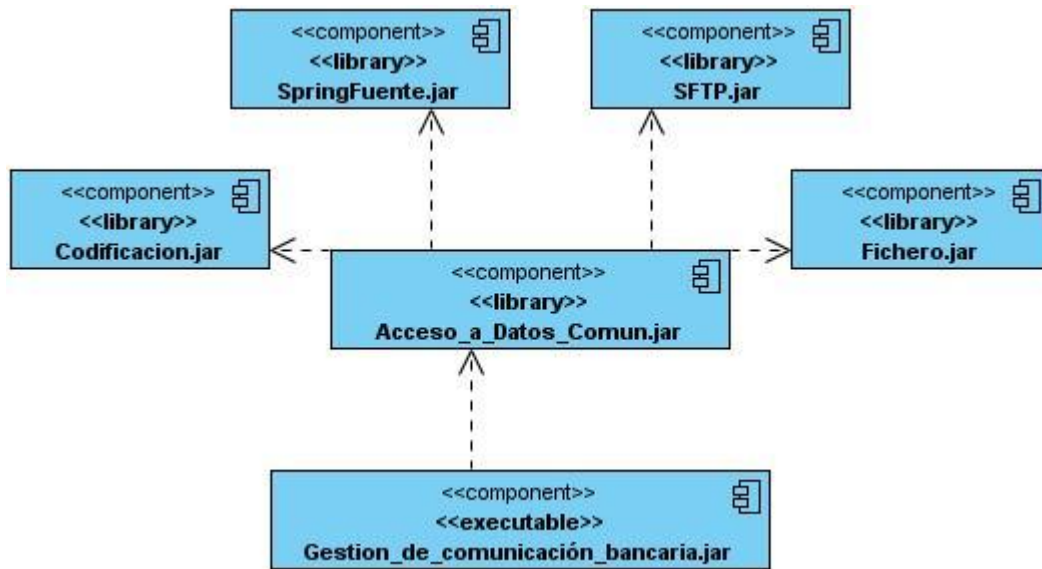 <<component>>
<<library>>
SpringFuente.jar
<<component>>
<<library>>
SFTP.jar
<<component>>
<<library>>
Codificacion.jar
<<component>>
<<library>>
Fichero.jar
<<component>>
<<library>>
Acceso_a_Datos_Comun.jar
<<component>>
<<executable>>
Gestion_de_comunicación_bancaria.jar